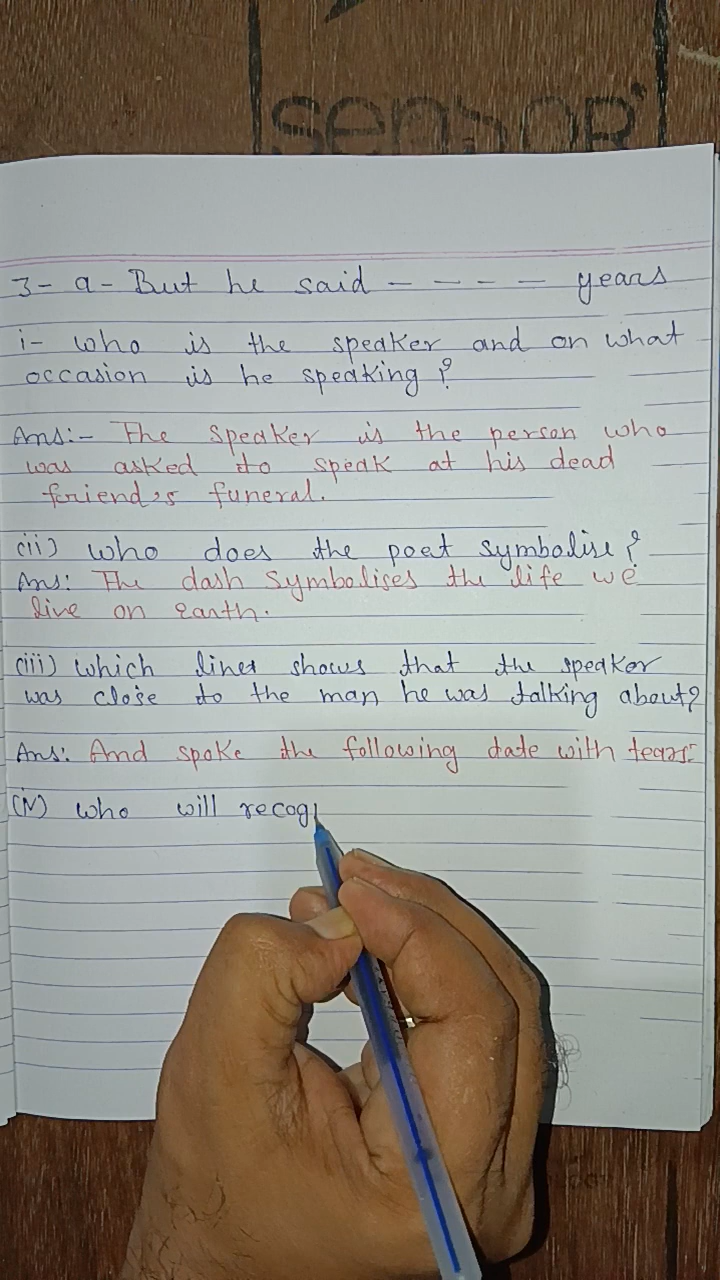 SENSOR
3- a- But he said - - - - years
i- who is the speaker and on what
occasion is he speaking?
Ans:- The speaker is the person who
was asked to speak at his dead
friend's funeral.
(ii) who does the poet symbolise?
Ans: The dash symbolises the life we
live on earth.
(iii) which lines shows that the speaker
was close to the man he was talking about?
Ans: And spoke the following date with tears.
(iv) who will recog